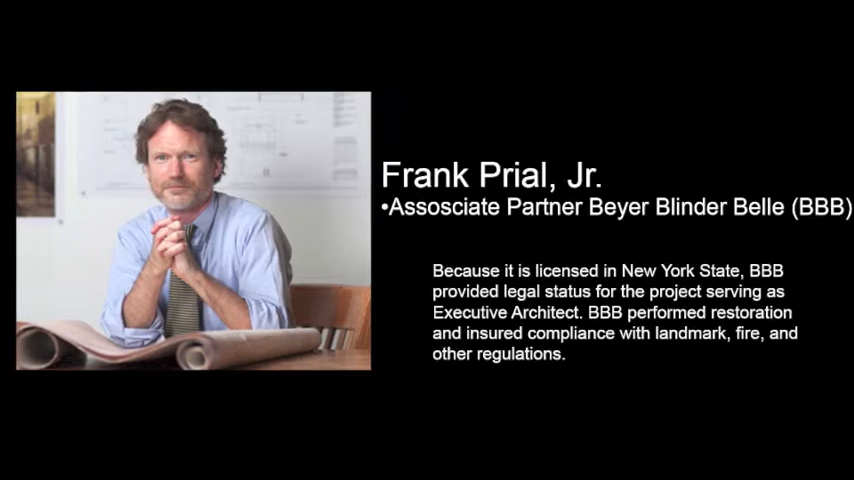 Frank Prial, Jr.
•Assosciate Partner Beyer Blinder Belle (BBB)
Because it is licensed in New York State, BBB
provided legal status for the project serving as
Executive Architect. BBB performed restoration
and insured compliance with landmark, fire, and
other regulations.